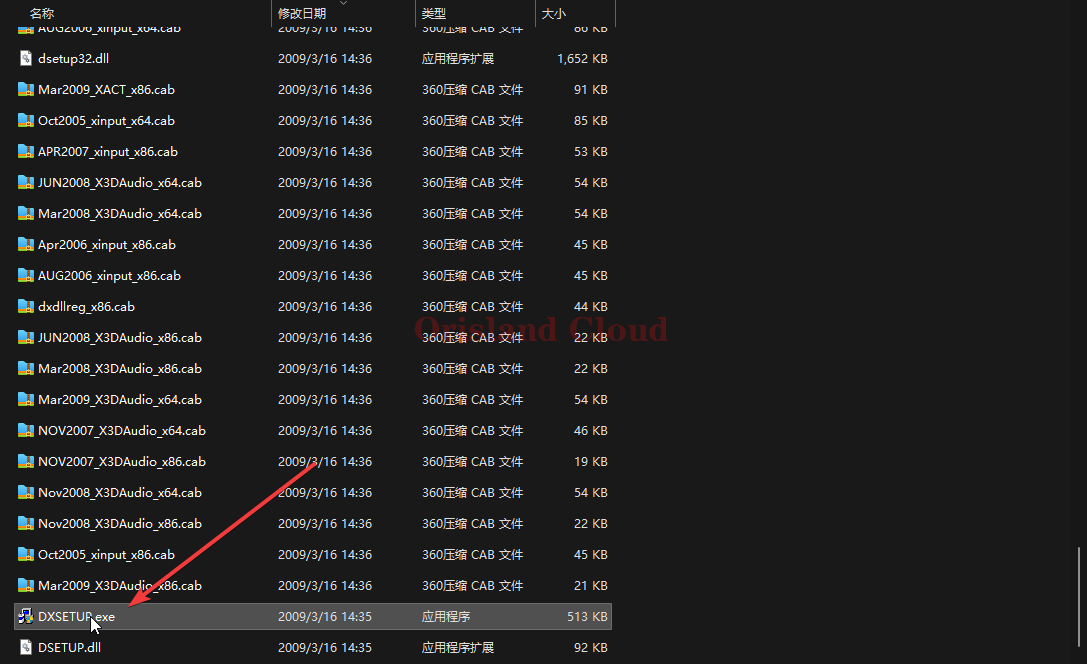 名称 修改日期 类型 大小
AUG2006_xinput_x64.cab 2009/3/16 14:36 360压缩 CAB 文件 86 KB
dsetup32.dll 2009/3/16 14:36 应用程序扩展 1,652 KB
Mar2009_XACT_x86.cab 2009/3/16 14:36 360压缩 CAB 文件 91 KB
Oct2005_xinput_x64.cab 2009/3/16 14:36 360压缩 CAB 文件 85 KB
APR2007_xinput_x86.cab 2009/3/16 14:36 360压缩 CAB 文件 53 KB
JUN2008_X3DAudio_x64.cab 2009/3/16 14:36 360压缩 CAB 文件 54 KB
Mar2008_X3DAudio_x64.cab 2009/3/16 14:36 360压缩 CAB 文件 54 KB
Apr2006_xinput_x86.cab 2009/3/16 14:36 360压缩 CAB 文件 45 KB
AUG2006_xinput_x86.cab 2009/3/16 14:36 360压缩 CAB 文件 45 KB
dxdllreg_x86.cab 2009/3/16 14:36 360压缩 CAB 文件 44 KB
Orisland Cloud
JUN2008_X3DAudio_x86.cab 2009/3/16 14:36 360压缩 CAB 文件 22 KB
Mar2008_X3DAudio_x86.cab 2009/3/16 14:36 360压缩 CAB 文件 22 KB
Mar2009_X3DAudio_x64.cab 2009/3/16 14:36 360压缩 CAB 文件 54 KB
NOV2007_X3DAudio_x64.cab 2009/3/16 14:36 360压缩 CAB 文件 46 KB
NOV2007_X3DAudio_x86.cab 2009/3/16 14:36 360压缩 CAB 文件 19 KB
Nov2008_X3DAudio_x64.cab 2009/3/16 14:36 360压缩 CAB 文件 54 KB
Nov2008_X3DAudio_x86.cab 2009/3/16 14:36 360压缩 CAB 文件 22 KB
Oct2005_xinput_x86.cab 2009/3/16 14:36 360压缩 CAB 文件 45 KB
Mar2009_X3DAudio_x86.cab 2009/3/16 14:36 360压缩 CAB 文件 21 KB
DXSETUP.exe 2009/3/16 14:35 应用程序 513 KB
DSETUP.dll 2009/3/16 14:35 应用程序扩展 92 KB